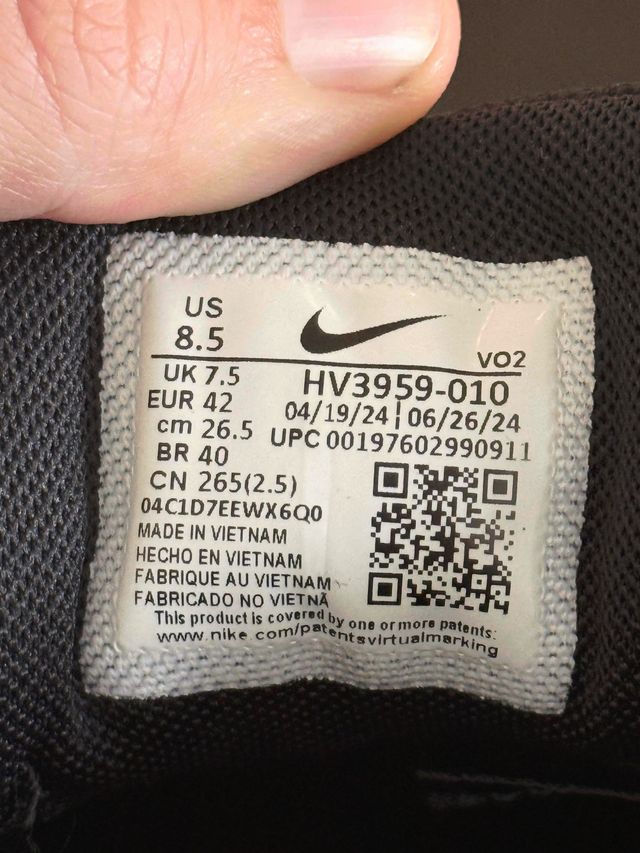 US
8.5
VO2
UK 7.5
HV3959-010
EUR 42
04/19/24 | 06/26/24
cm 26.5
UPC 00197602990911
BR 40
CN 265(2.5)
04C1D7EEWX6Q0
MADE IN VIETNAM
HECHO EN VIETNAM
FABRIQUE AU VIETNAM
FABRICADO NO VIETNÃ
This product is covered by one or more patents:
www.nike.com/patentsvirtualmarking